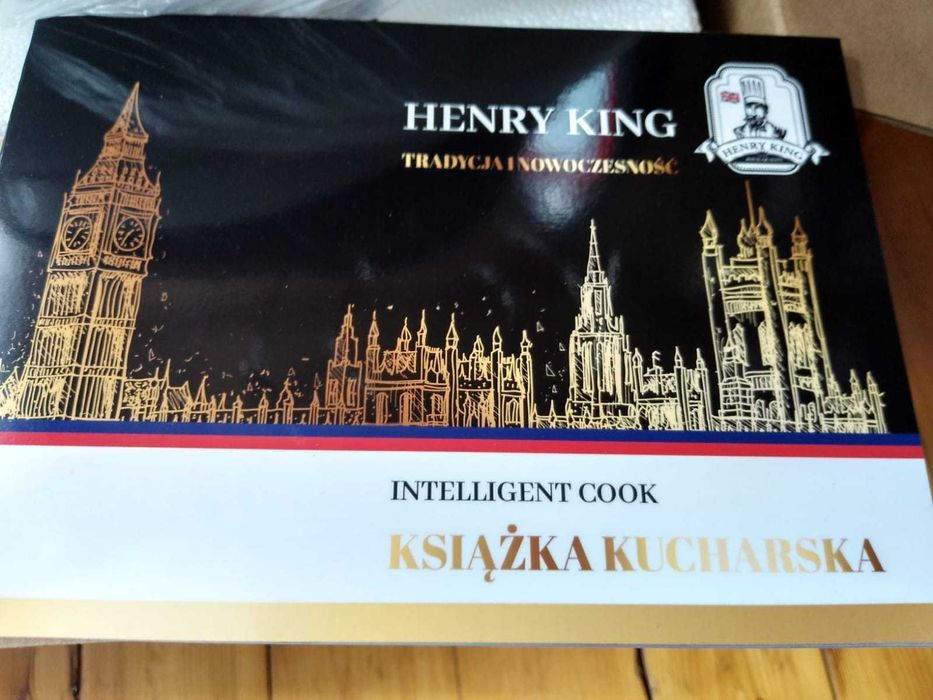 HENRY KING
TRADYCJA I NOWOCZESNOŚĆ
HENRY KING
INTELLIGENT COOK
KSIĄŻKA KUCHARSKA